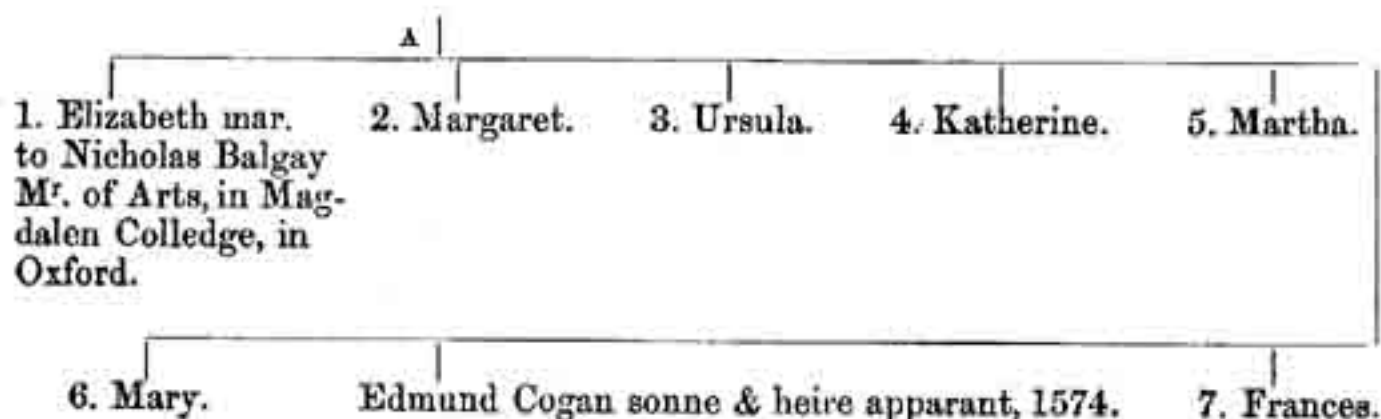 A
1. Elizabeth mar.
to Nicholas Balgay
Mr. of Arts, in Mag-
dalen Colledge, in
Oxford.
2. Margaret.
3. Ursula.
4. Katherine.
5. Martha.
6. Mary.
Edmund Cogan sonne & heire apparant, 1574.
7. Frances.